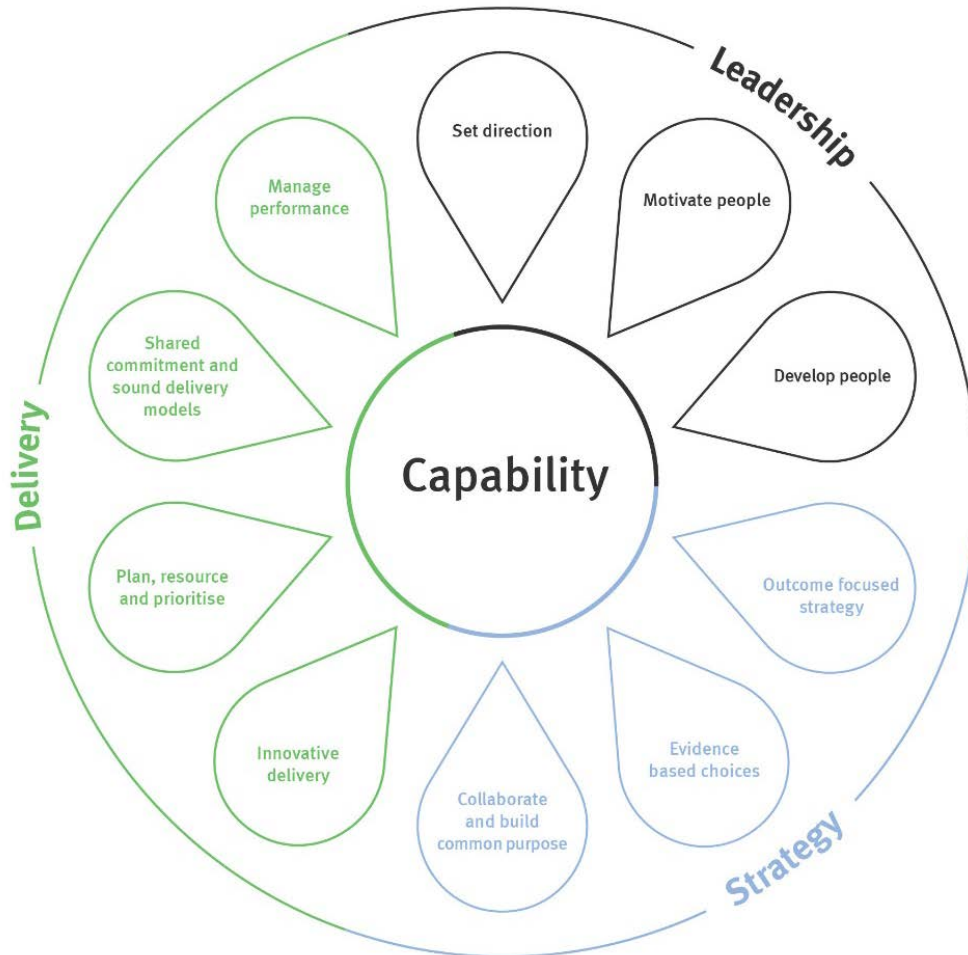 Leadership
Set direction
Motivate people
Develop people
Manage
performance
Shared
commitment and
sound delivery
models
Delivery
Capability
Plan, resource
and prioritise
Outcome focused
strategy
Innovative
delivery
Evidence
based choices
Collaborate
and build
common purpose
Strategy